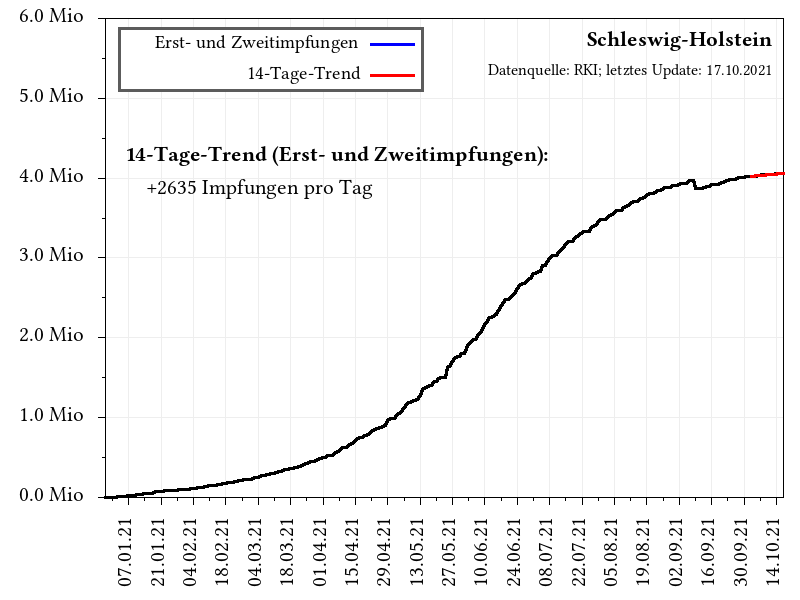 6.0 Mio
5.0 Mio
4.0 Mio
3.0 Mio
2.0 Mio
1.0 Mio
0.0 Mio
Erst- und Zweitimpfungen
14-Tage-Trend
Schleswig-Holstein
Datenquelle: RKI; letztes Update: 17.10.2021
14-Tage-Trend (Erst- und Zweitimpfungen):
+2635 Impfungen pro Tag
07.01.21
21.01.21
04.02.21
18.02.21
04.03.21
18.03.21
01.04.21
15.04.21
29.04.21
13.05.21
27.05.21
10.06.21
24.06.21
08.07.21
22.07.21
05.08.21
19.08.21
02.09.21
16.09.21
30.09.21
14.10.21